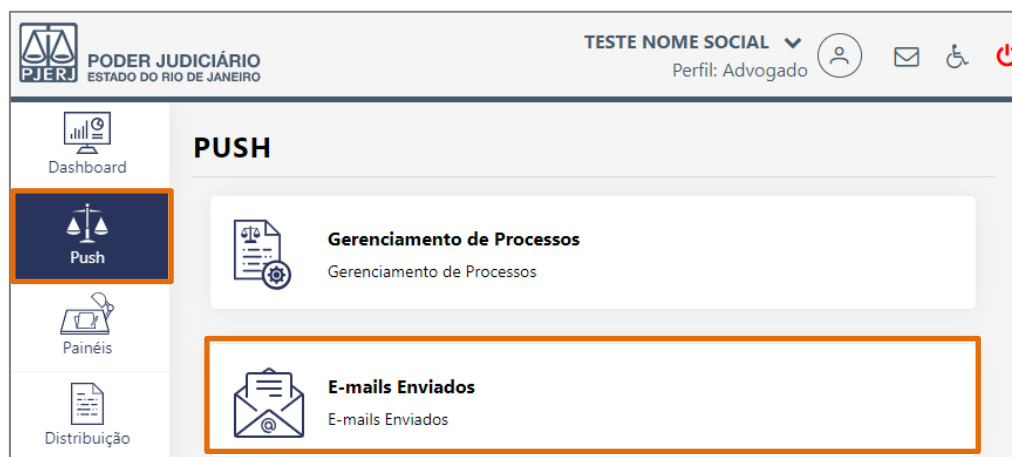 PJERJ
PODER JUDICIÁRIO
ESTADO DO RIO DE JANEIRO
TESTE NOME SOCIAL
Perfil: Advogado
Dashboard
Push
Painéis
Distribuição
PUSH
Gerenciamento de Processos
Gerenciamento de Processos
E-mails Enviados
E-mails Enviados